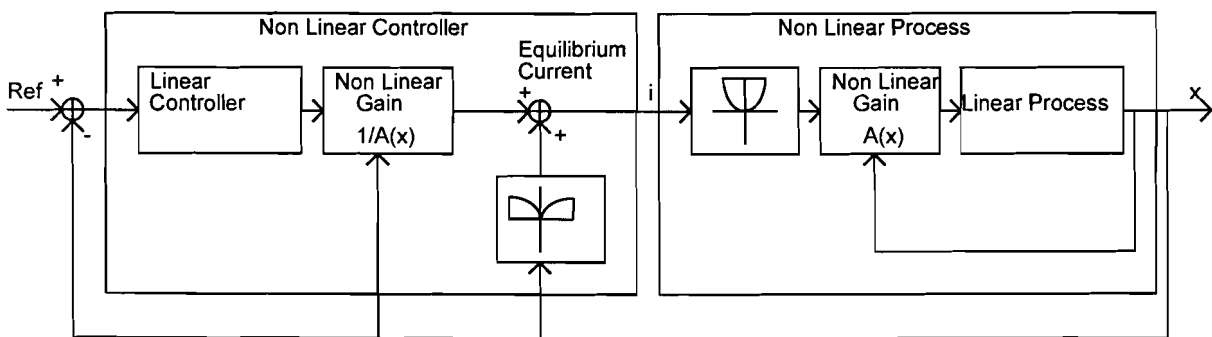 Non Linear Controller
Non Linear Process
Equilibrium
Current
Ref
+
-
Linear
Controller
Non Linear
Gain
1/A(x)
+
+
i
Non Linear
Gain
A(x)
Linear Process
x